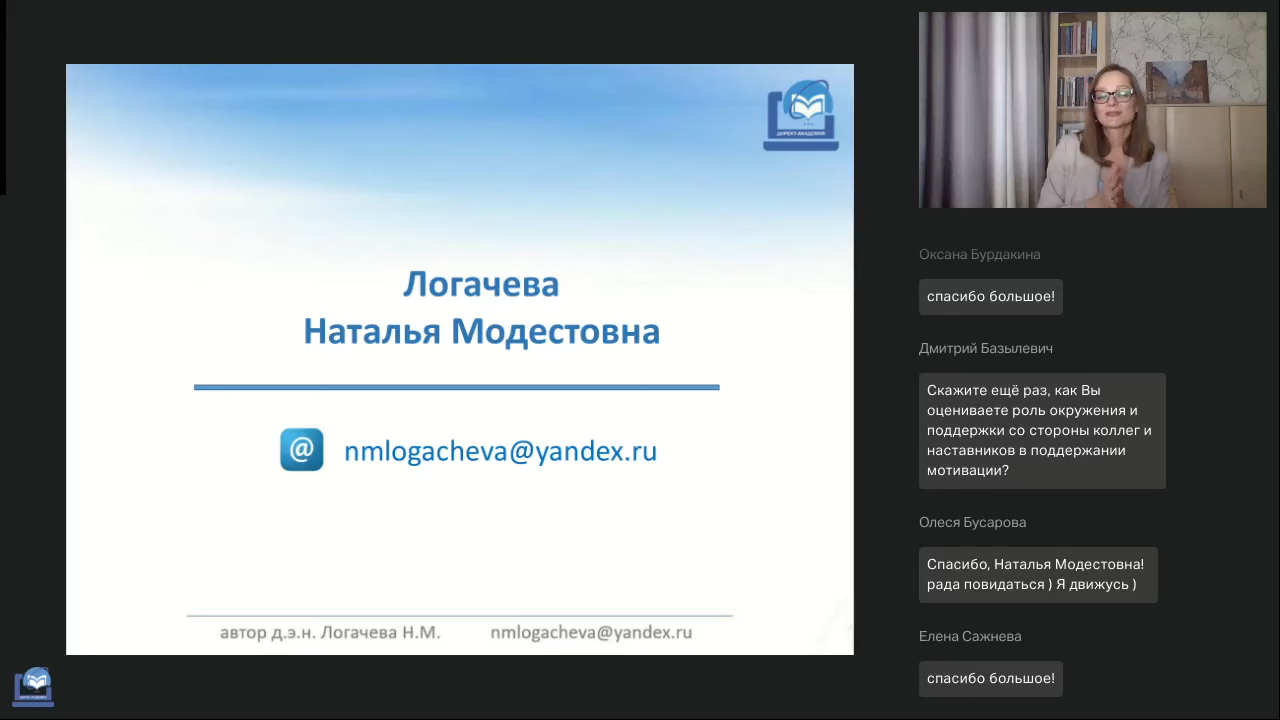 ДИРЕКТ-АКАДЕМИЯ
Логачева
Наталья Модестовна
@ nmlogacheva@yandex.ru
автор д.э.н. Логачева Н.М. nmlogacheva@yandex.ru
Оксана Бурдакина
спасибо большое!
Дмитрий Базылевич
Скажите ещё раз, как Вы
оцениваете роль окружения и
поддержки со стороны коллег и
наставников в поддержании
мотивации?
Олеся Бусарова
Спасибо, Наталья Модестовна!
рада повидаться ) Я движусь )
Елена Сажнева
спасибо большое!